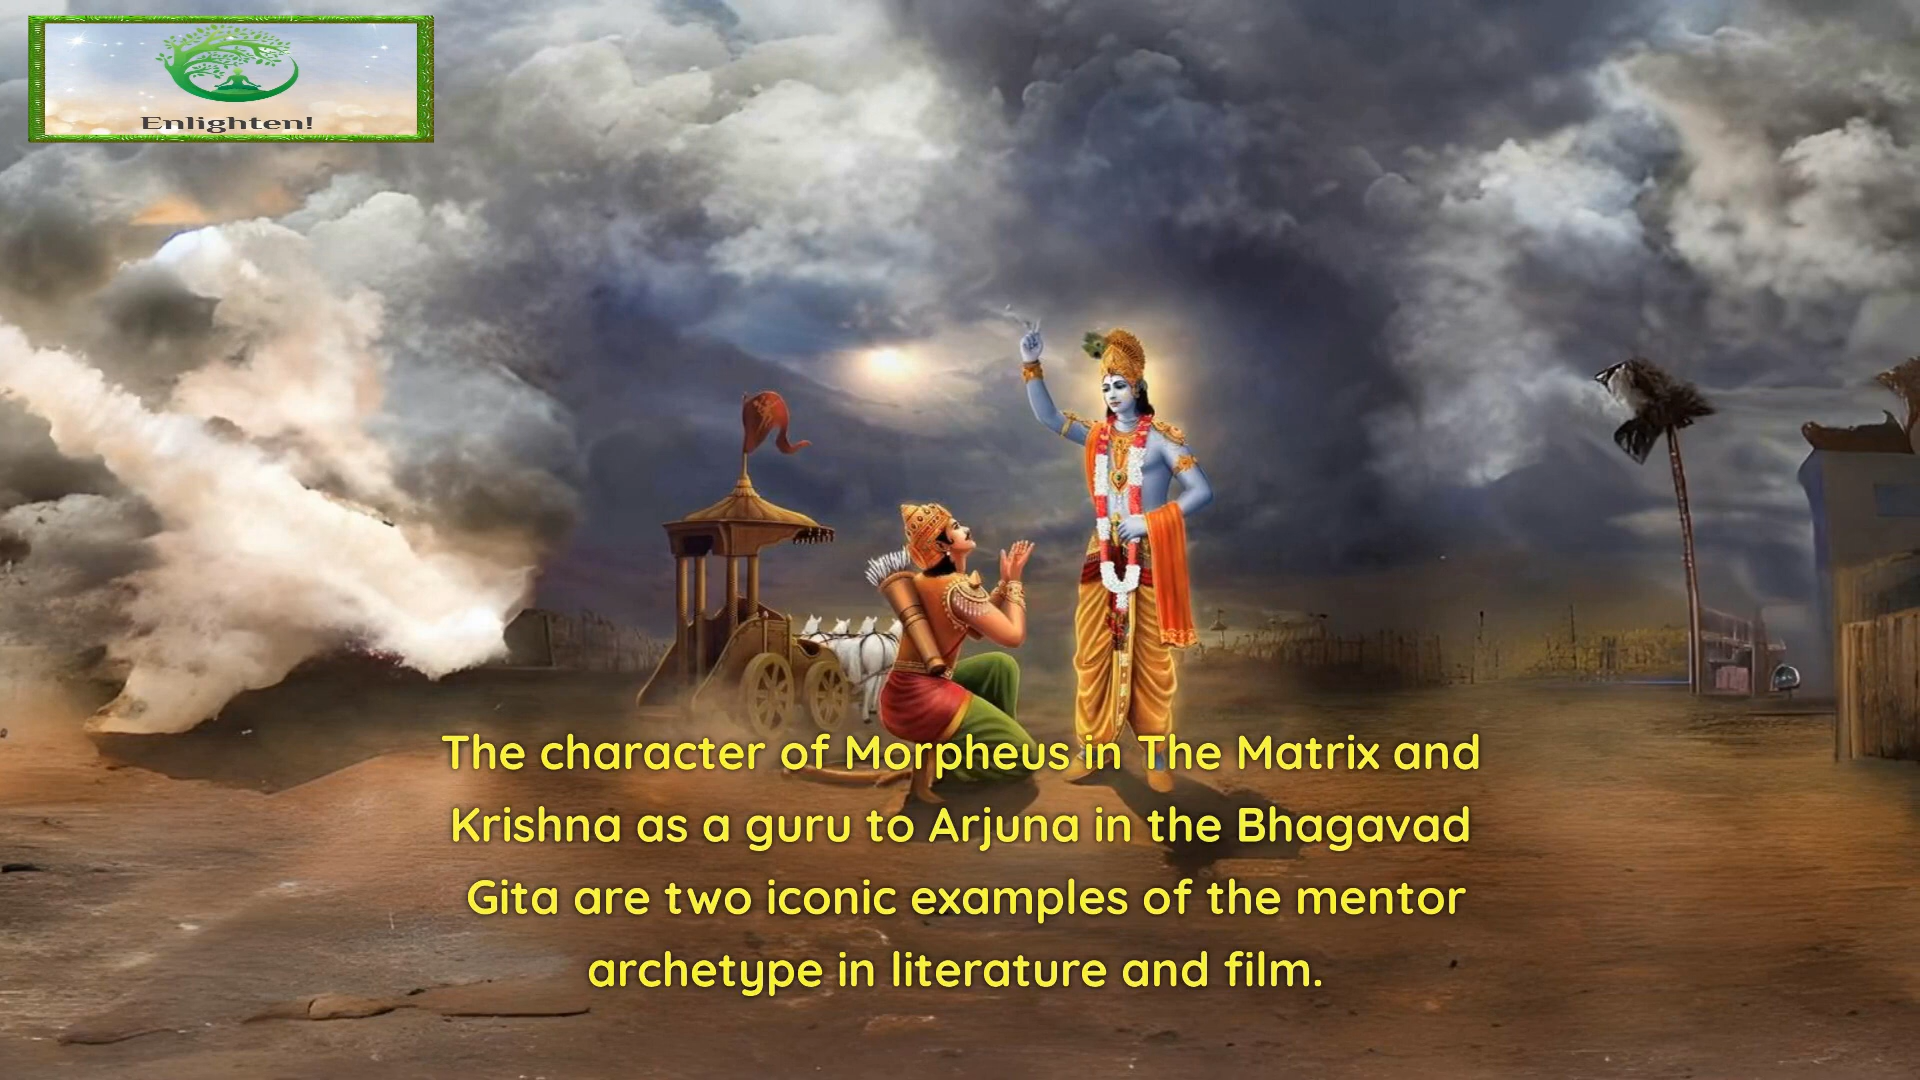 Enlighten!
The character of Morpheus in The Matrix and
Krishna as a guru to Arjuna in the Bhagavad
Gita are two iconic examples of the mentor
archetype in literature and film.